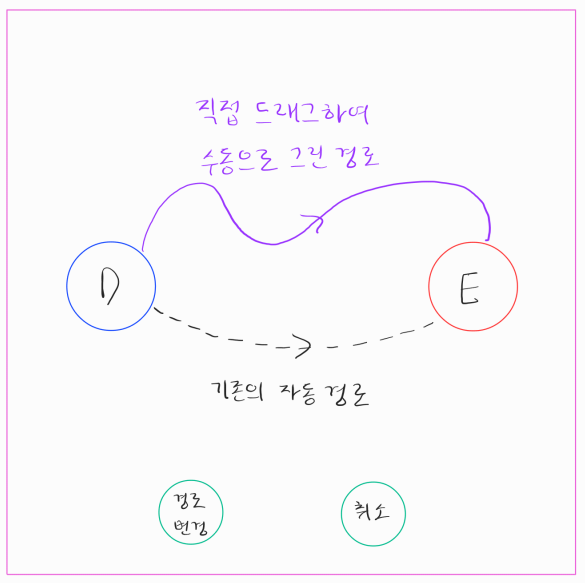 직접 드래그하여
수동으로 그린 경로
D
E
기존의 자동경로
경로
변경
취소